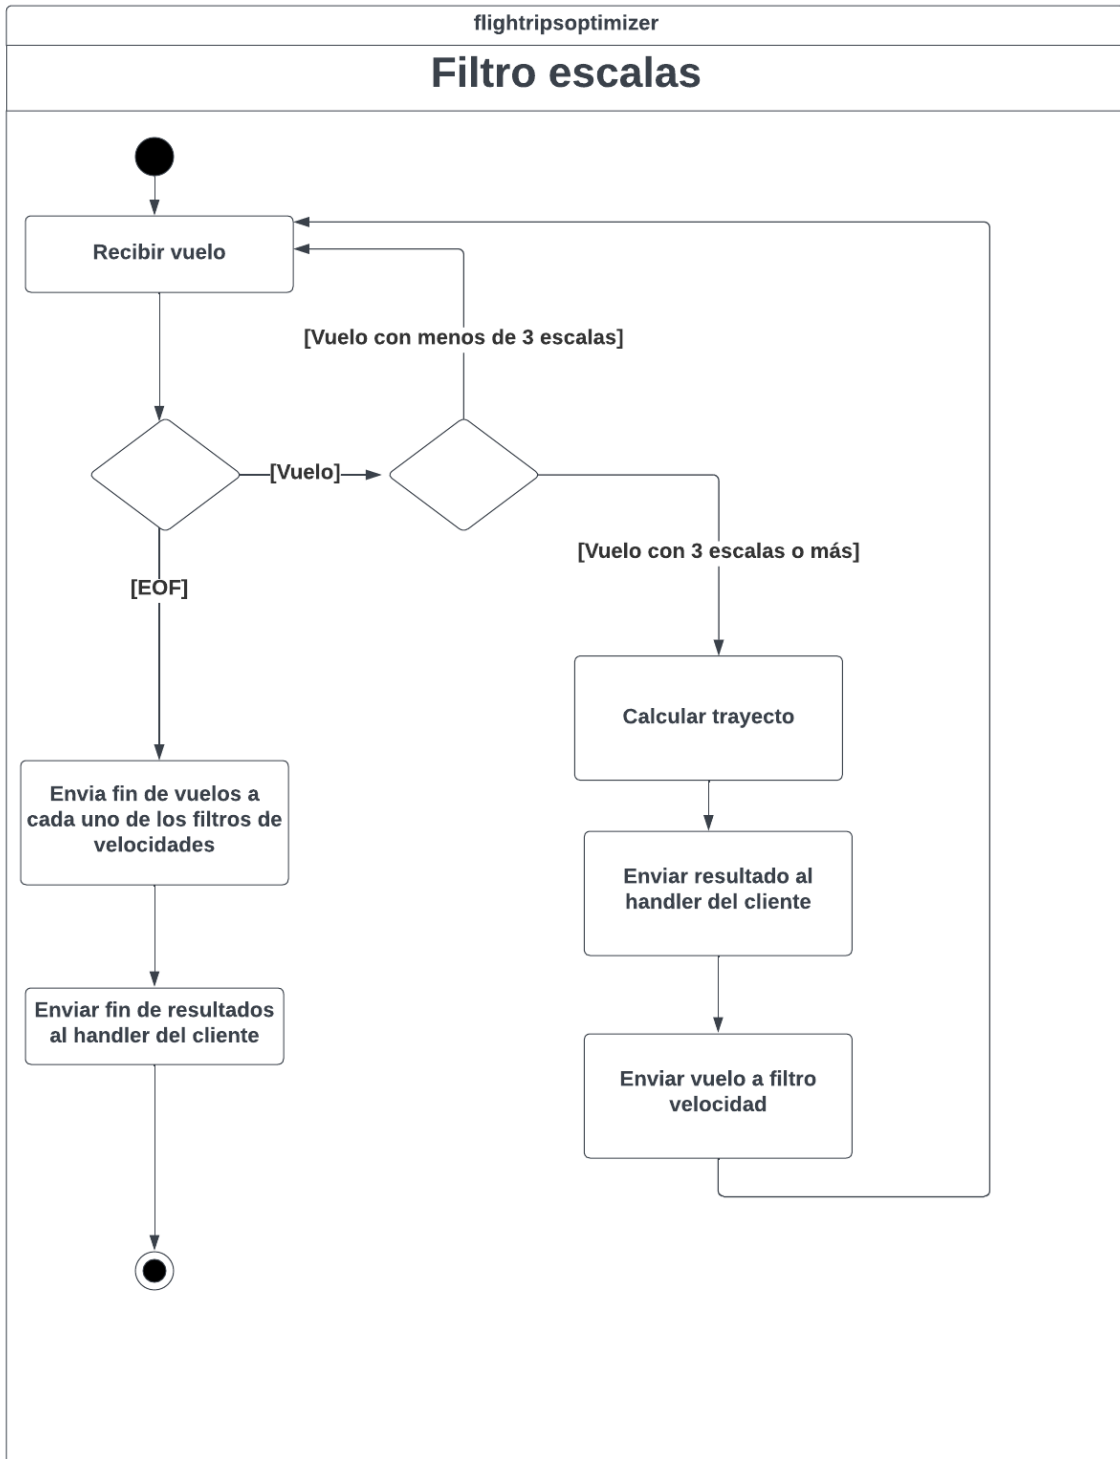 flightripsoptimizer
Filtro escalas
Recibir vuelo
[Vuelo con menos de 3 escalas]
[Vuelo]
[Vuelo con 3 escalas o más]
[EOF]
Calcular trayecto
Envia fin de vuelos a
cada uno de los filtros de
velocidades
Enviar resultado al
handler del cliente
Enviar fin de resultados
al handler del cliente
Enviar vuelo a filtro
velocidad